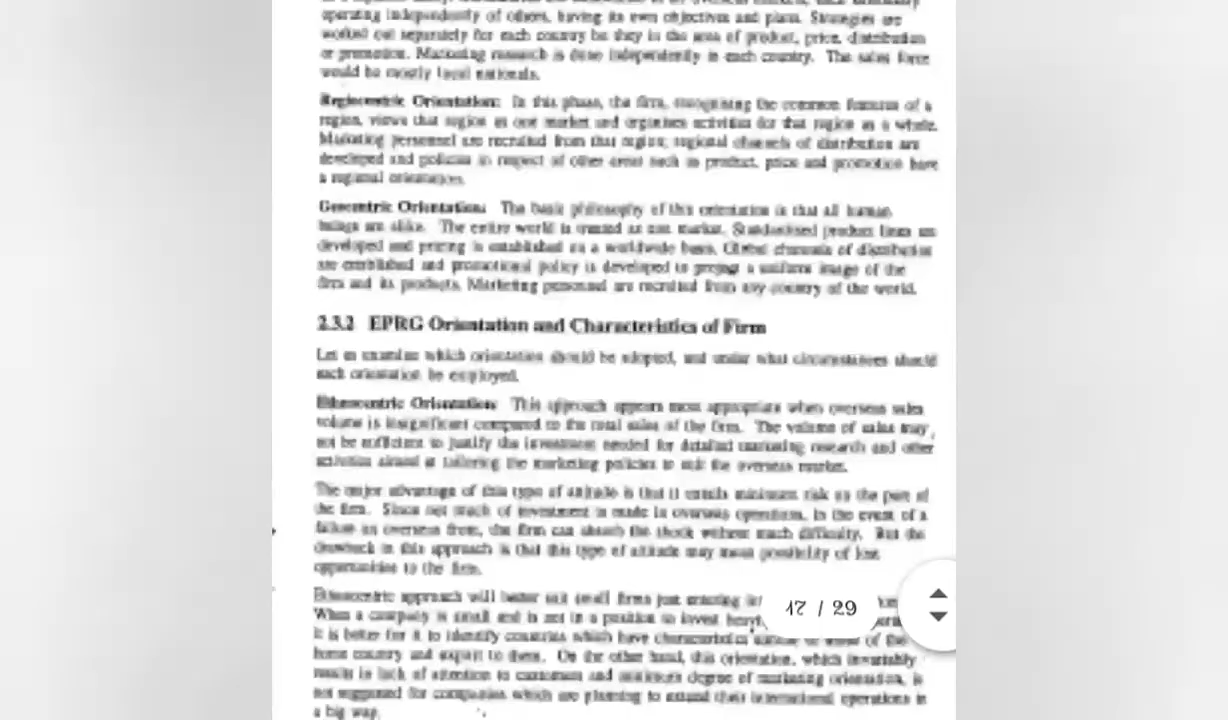 operating independently of others, having its own objectives and plans. Strategies are
worked out separately for each country be they in the area of product, price, distribution
or promotion. Marketing research is done independently in each country. The sales force
would be mostly local nationals.
Regiocentric Orientation: In this phase, the firm, recognising the common features of a
region, views that region as one market and organises activities for that region as a whole.
Marketing personnel are recruited from that region, regional channels of distribution are
developed and policies in respect of other areas such as product, price and promotion have
a regional orientation.
Geocentric Orientation: The basic philosophy of this orientation is that all human
beings are alike. The entire world is treated as one market. Standardised product lines are
developed and pricing is established on a worldwide basis. Global channels of distribution
are established and promotional policy is developed to project a uniform image of the
firm and its products. Marketing personnel are recruited from any country of the world.
2.3.2 EPRG Orientation and Characteristics of Firm
Let us examine which orientation should be adopted, and under what circumstances should
each orientation be employed.
Ethnocentric Orientation: This approach appears most appropriate when overseas sales
volume is insignificant compared to the total sales of the firm. The volume of sales may
not be sufficient to justify the investment needed for detailed marketing research and other
activities aimed at tailoring the marketing policies to suit the overseas market.
The major advantage of this type of attitude is that it entails minimum risk on the part of
the firm. Since not much of investment is made in overseas operations, in the event of a
failure on overseas front, the firm can absorb the shock without much difficulty. But the
drawback in this approach is that this type of attitude may mean possibility of lost
opportunities to the firm.
Ethnocentric approach will better suit small firms just entering
When a company is small and is not in a position to invest
it is better for it to identify countries which have characteristics similar to those of the
home country and export to them. On the other hand, this orientation, which invariably
results in lack of attention to customers and minimum degree of marketing orientation, is
not suggested for companies which are planning to extend their international operations in
a big way.
17 / 29